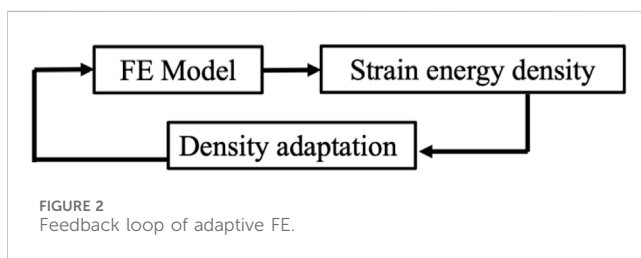 FE Model
Strain energy density
Density adaptation
FIGURE 2
Feedback loop of adaptive FE.